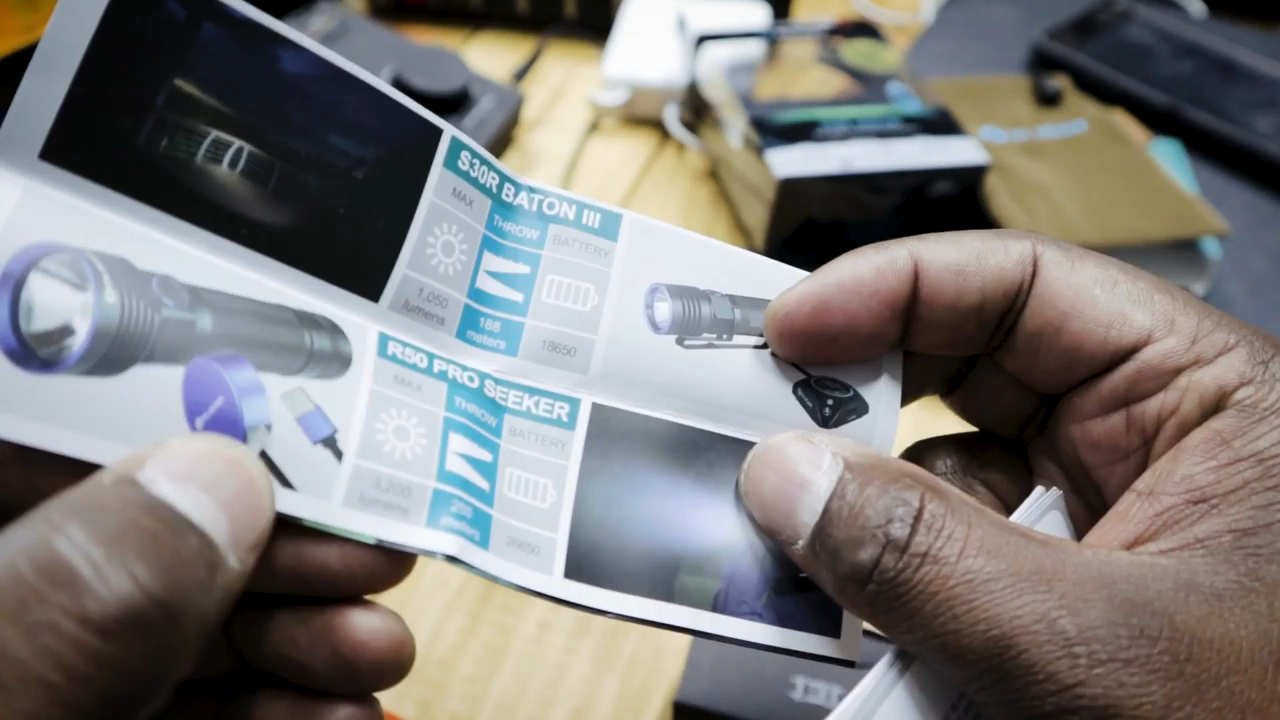 S30R BATON III
MAX
THROW
BATTERY
1,050
lumens
188
meters
18650
R50 PRO SEEKER
MAX
THROW
BATTERY
3,200
lumens
meters
26650